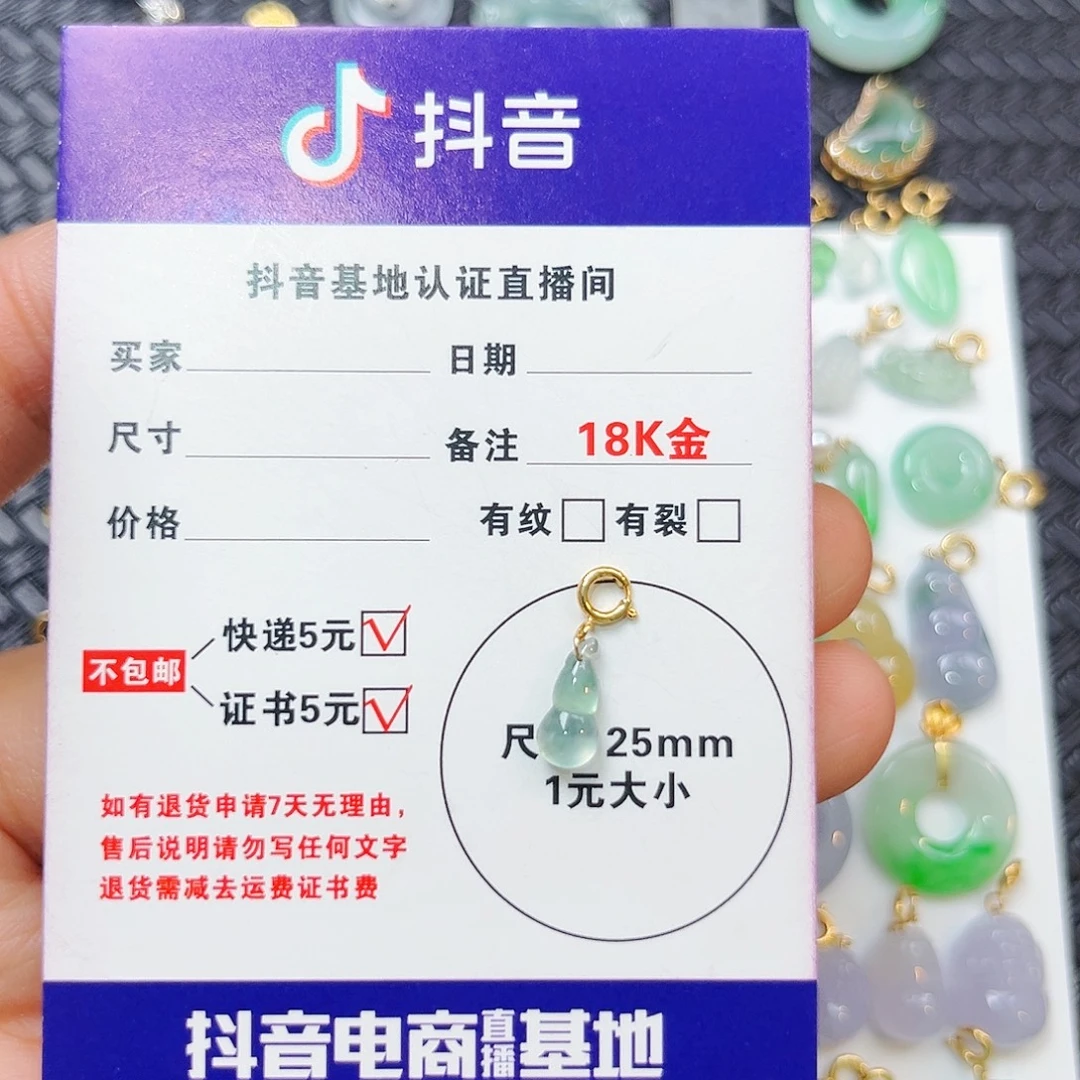 抖音
抖音基地认证直播间
买家 日期
尺寸 备注 18K金
价格 有纹 有裂
快递5元
不包邮
证书5元
尺 25mm
1元大小
如有退货申请7天无理由，
售后说明请勿写任何文字
退货需减去运费证书费
抖音电商直播基地